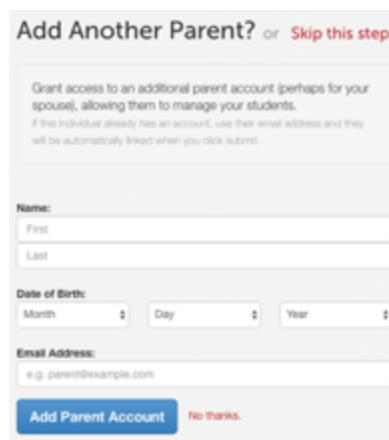 Add Another Parent? or Skip this step
Grant access to an additional parent account (perhaps for your
spouse), allowing them to manage your students.
If this individual already has an account, use their email address and they
will be automatically linked when you click submit.
Name:
First
Last
Date of Birth:
Month Day Year
Email Address:
e.g. parent@example.com
Add Parent Account No thanks.